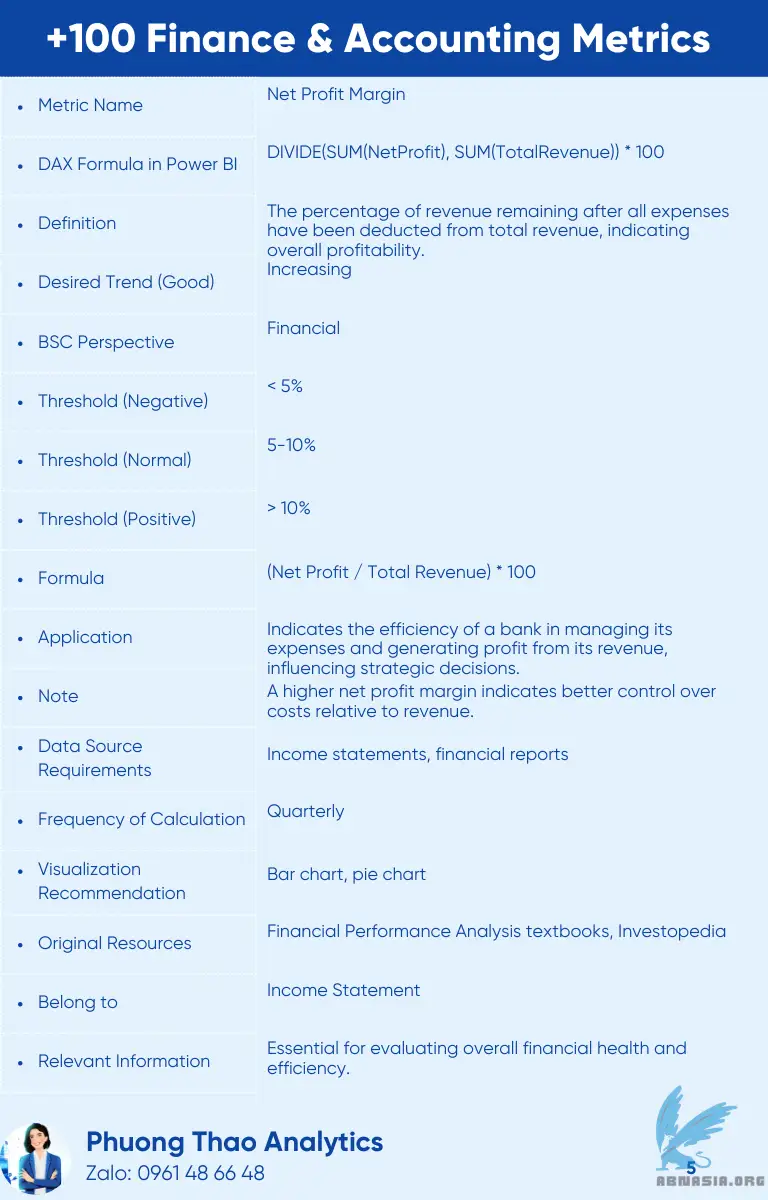 +100 Finance & Accounting Metrics
• Metric Name
Net Profit Margin
• DAX Formula in Power BI
DIVIDE(SUM(NetProfit), SUM(TotalRevenue)) * 100
• Definition
The percentage of revenue remaining after all expenses
have been deducted from total revenue, indicating
overall profitability.
• Desired Trend (Good)
Increasing
• BSC Perspective
Financial
• Threshold (Negative)
< 5%
• Threshold (Normal)
5-10%
• Threshold (Positive)
> 10%
• Formula
(Net Profit / Total Revenue) * 100
• Application
Indicates the efficiency of a bank in managing its
expenses and generating profit from its revenue,
influencing strategic decisions.
• Note
A higher net profit margin indicates better control over
costs relative to revenue.
• Data Source
Requirements
Income statements, financial reports
• Frequency of Calculation
Quarterly
• Visualization
Recommendation
Bar chart, pie chart
• Original Resources
Financial Performance Analysis textbooks, Investopedia
• Belong to
Income Statement
• Relevant Information
Essential for evaluating overall financial health and
efficiency.
Phuong Thao Analytics
Zalo: 0961 48 66 48
5
ABNASIA.ORG